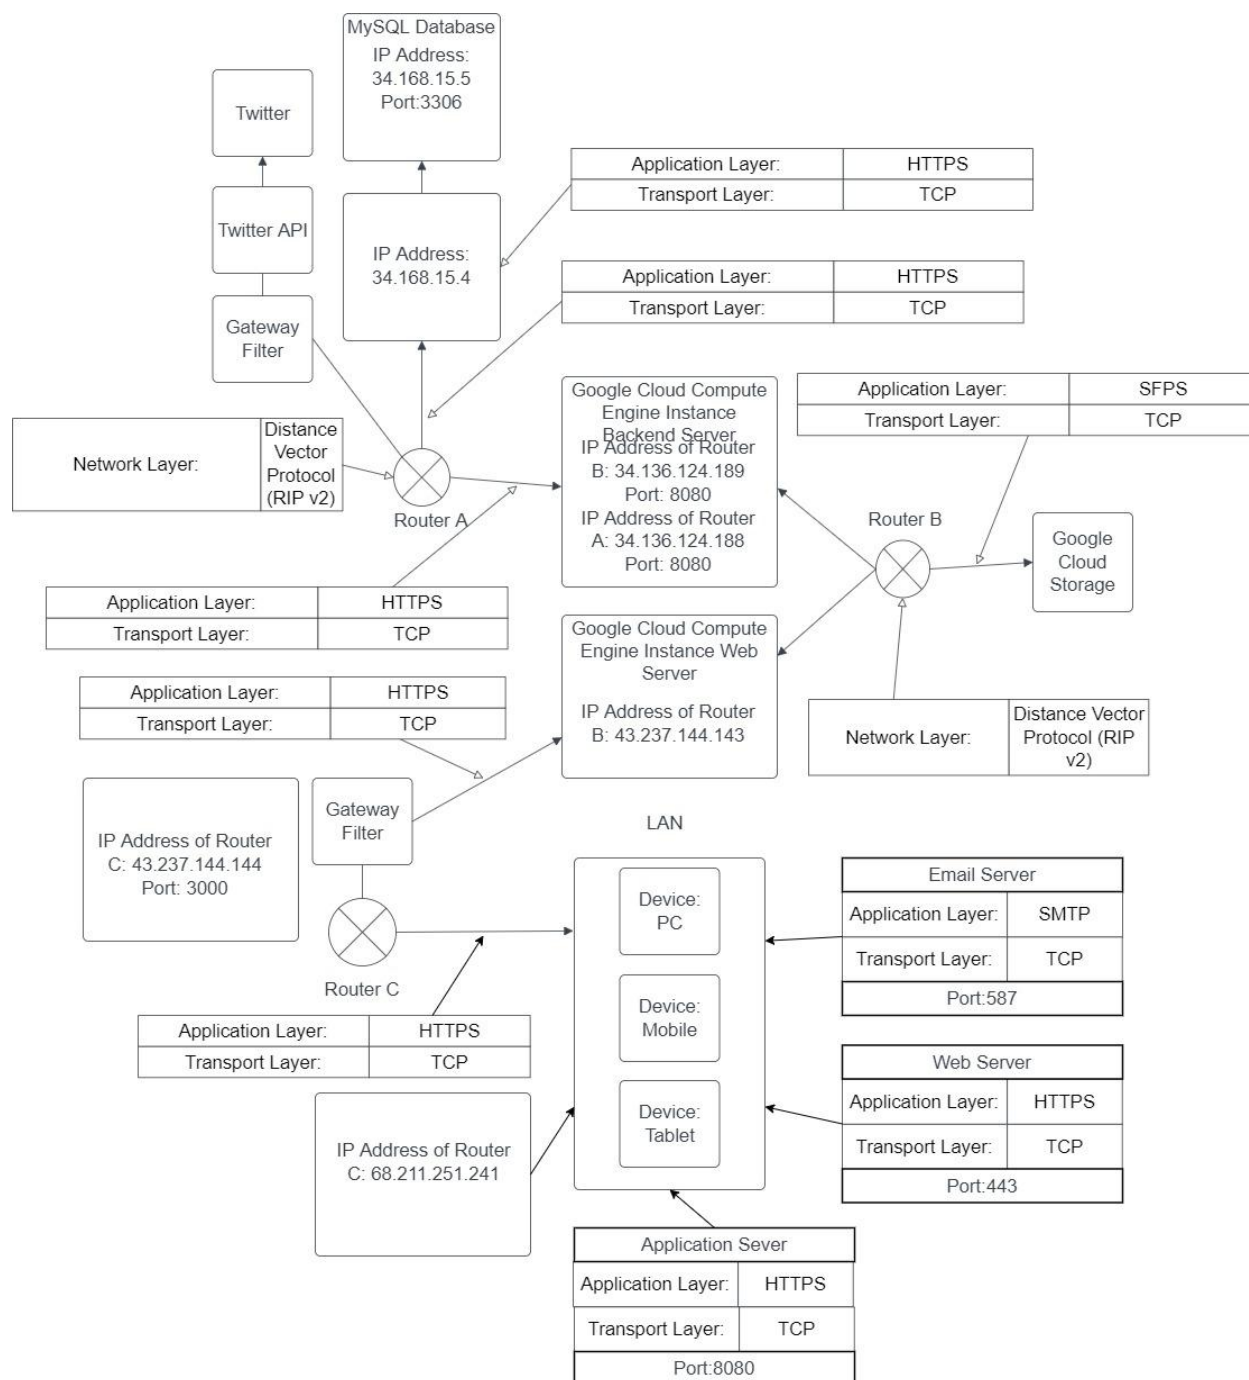 MySQL Database
IP Address:
34.168.15.5
Port:3306
Twitter
Application Layer: HTTPS
Transport Layer: TCP
Twitter API
IP Address:
34.168.15.4
Application Layer: HTTPS
Transport Layer: TCP
Gateway
Filter
Google Cloud Compute
Engine Instance
Backend Server
IP Address of Router
B: 34.136.124.189
Port: 8080
IP Address of Router
A: 34.136.124.188
Port: 8080
Application Layer: SFPS
Transport Layer: TCP
Network Layer:
Distance
Vector
Protocol
(RIP v2)
Router A
Router B
Google
Cloud
Storage
Application Layer: HTTPS
Transport Layer: TCP
Google Cloud Compute
Engine Instance Web
Server
IP Address of Router
B: 43.237.144.143
Application Layer: HTTPS
Transport Layer: TCP
Network Layer:
Distance Vector
Protocol (RIP
v2)
IP Address of Router
C: 43.237.144.144
Port: 3000
Gateway
Filter
LAN
Device:
PC
Email Server
Application Layer: SMTP
Transport Layer: TCP
Port:587
Router C
Device:
Mobile
Application Layer: HTTPS
Transport Layer: TCP
Web Server
Application Layer: HTTPS
Transport Layer: TCP
Port:443
Device:
Tablet
IP Address of Router
C: 68.211.251.241
Application Sever
Application Layer: HTTPS
Transport Layer: TCP
Port:8080